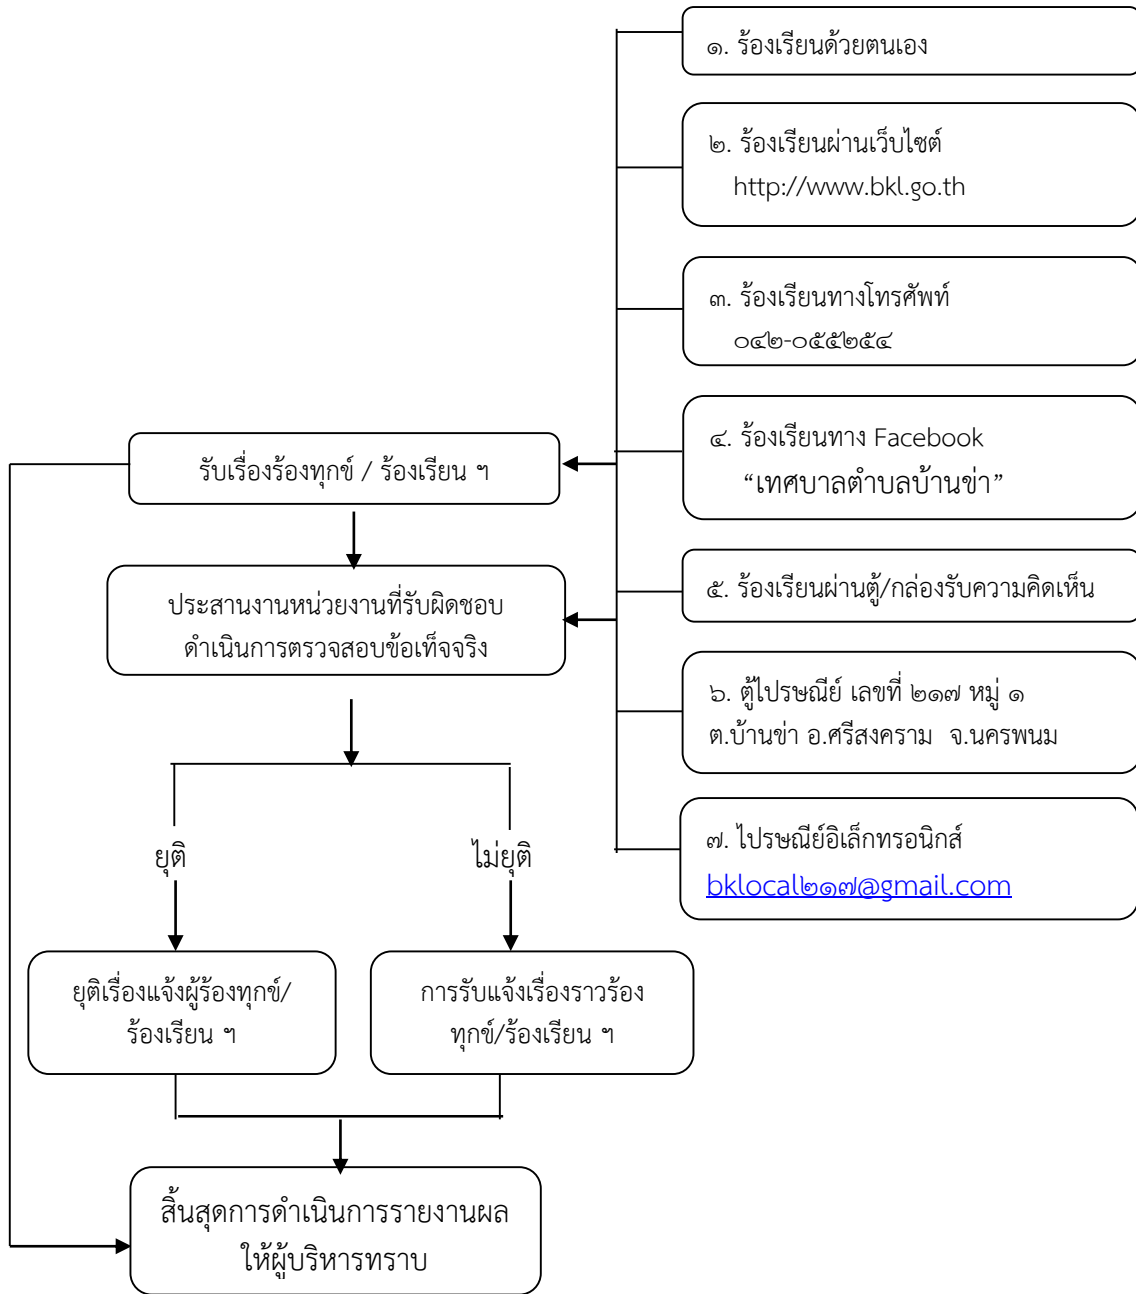 ๑. ร้องเรียนด้วยตนเอง
๒. ร้องเรียนผ่านเว็บไซต์
http://www.bkl.go.th
๓. ร้องเรียนทางโทรศัพท์
๐๔๒-๐๕๕๒๕๔
๔. ร้องเรียนทาง Facebook
“เทศบาลตำบลบ้านข่า”
๕. ร้องเรียนผ่านตู้/กล่องรับความคิดเห็น
๖. ตู้ไปรษณีย์ เลขที่ ๒๑๗ หมู่ ๑
ต.บ้านข่า อ.ศรีสงคราม จ.นครพนม
๗. ไปรษณีย์อิเล็กทรอนิกส์
bklocal๒๑๗@gmail.com
รับเรื่องร้องทุกข์ / ร้องเรียน ฯ
ประสานงานหน่วยงานที่รับผิดชอบ
ดำเนินการตรวจสอบข้อเท็จจริง
ยุติ
ไม่ยุติ
ยุติเรื่องแจ้งผู้ร้องทุกข์/
ร้องเรียน ฯ
การรับแจ้งเรื่องราวร้อง
ทุกข์/ร้องเรียน ฯ
สิ้นสุดการดำเนินการรายงานผล
ให้ผู้บริหารทราบ